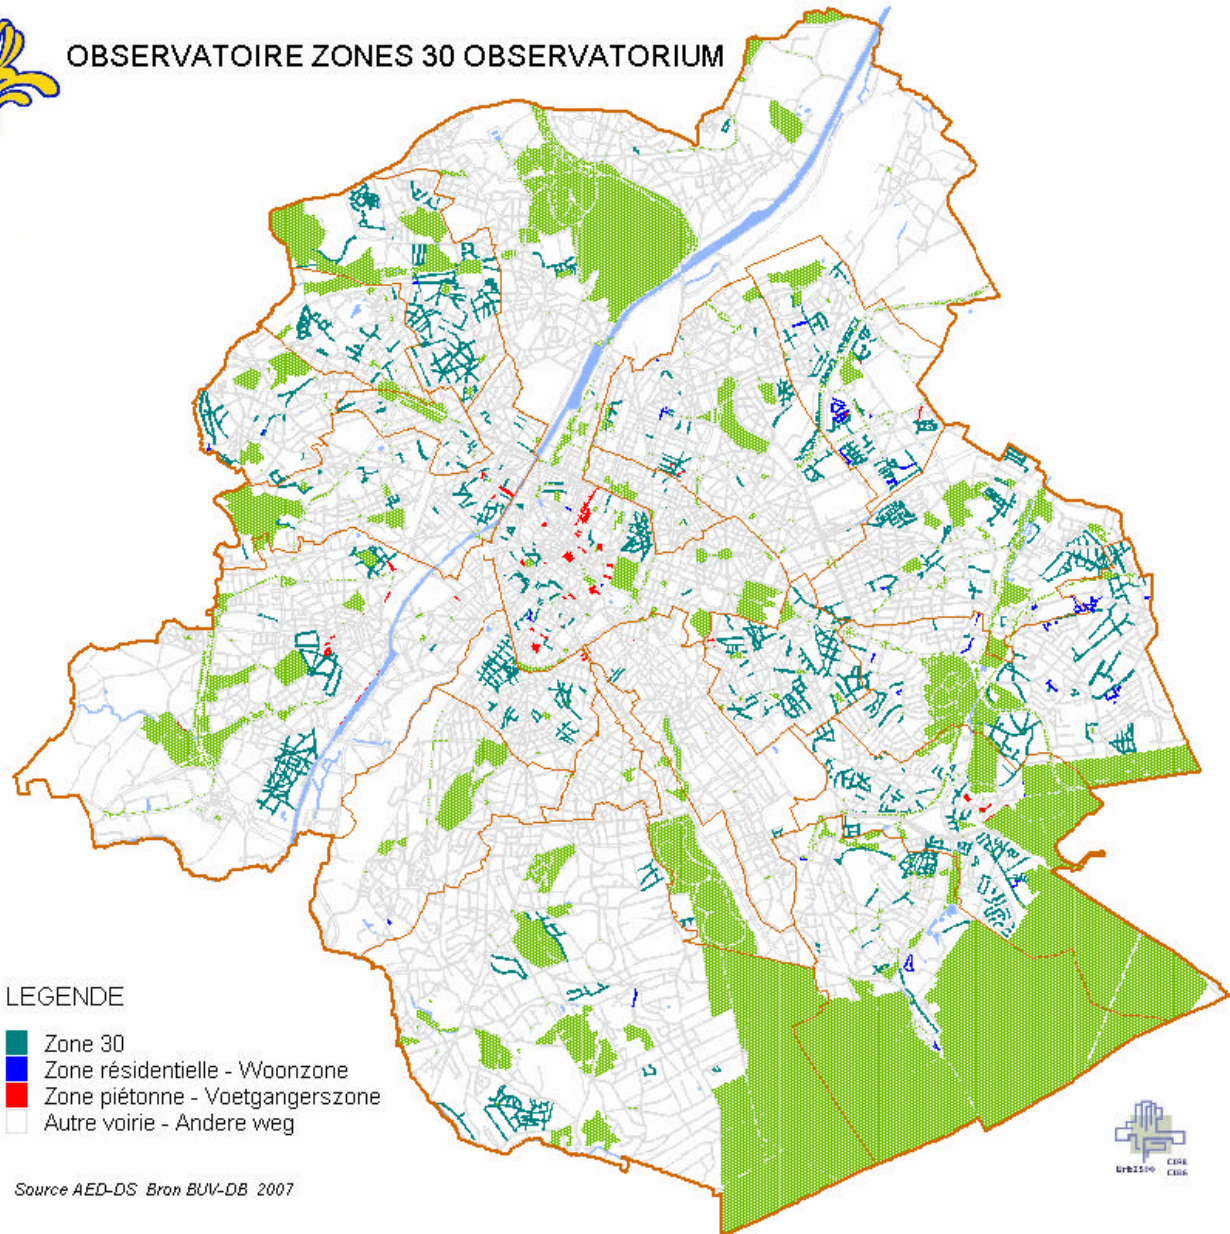 OBSERVATOIRE ZONES 30 OBSERVATORIUM
LEGENDE
Zone 30
Zone résidentielle - Woonzone
Zone piétonne - Voetgangerszone
Autre voirie - Andere weg
Source AED-DS Bron BUV-DB 2007